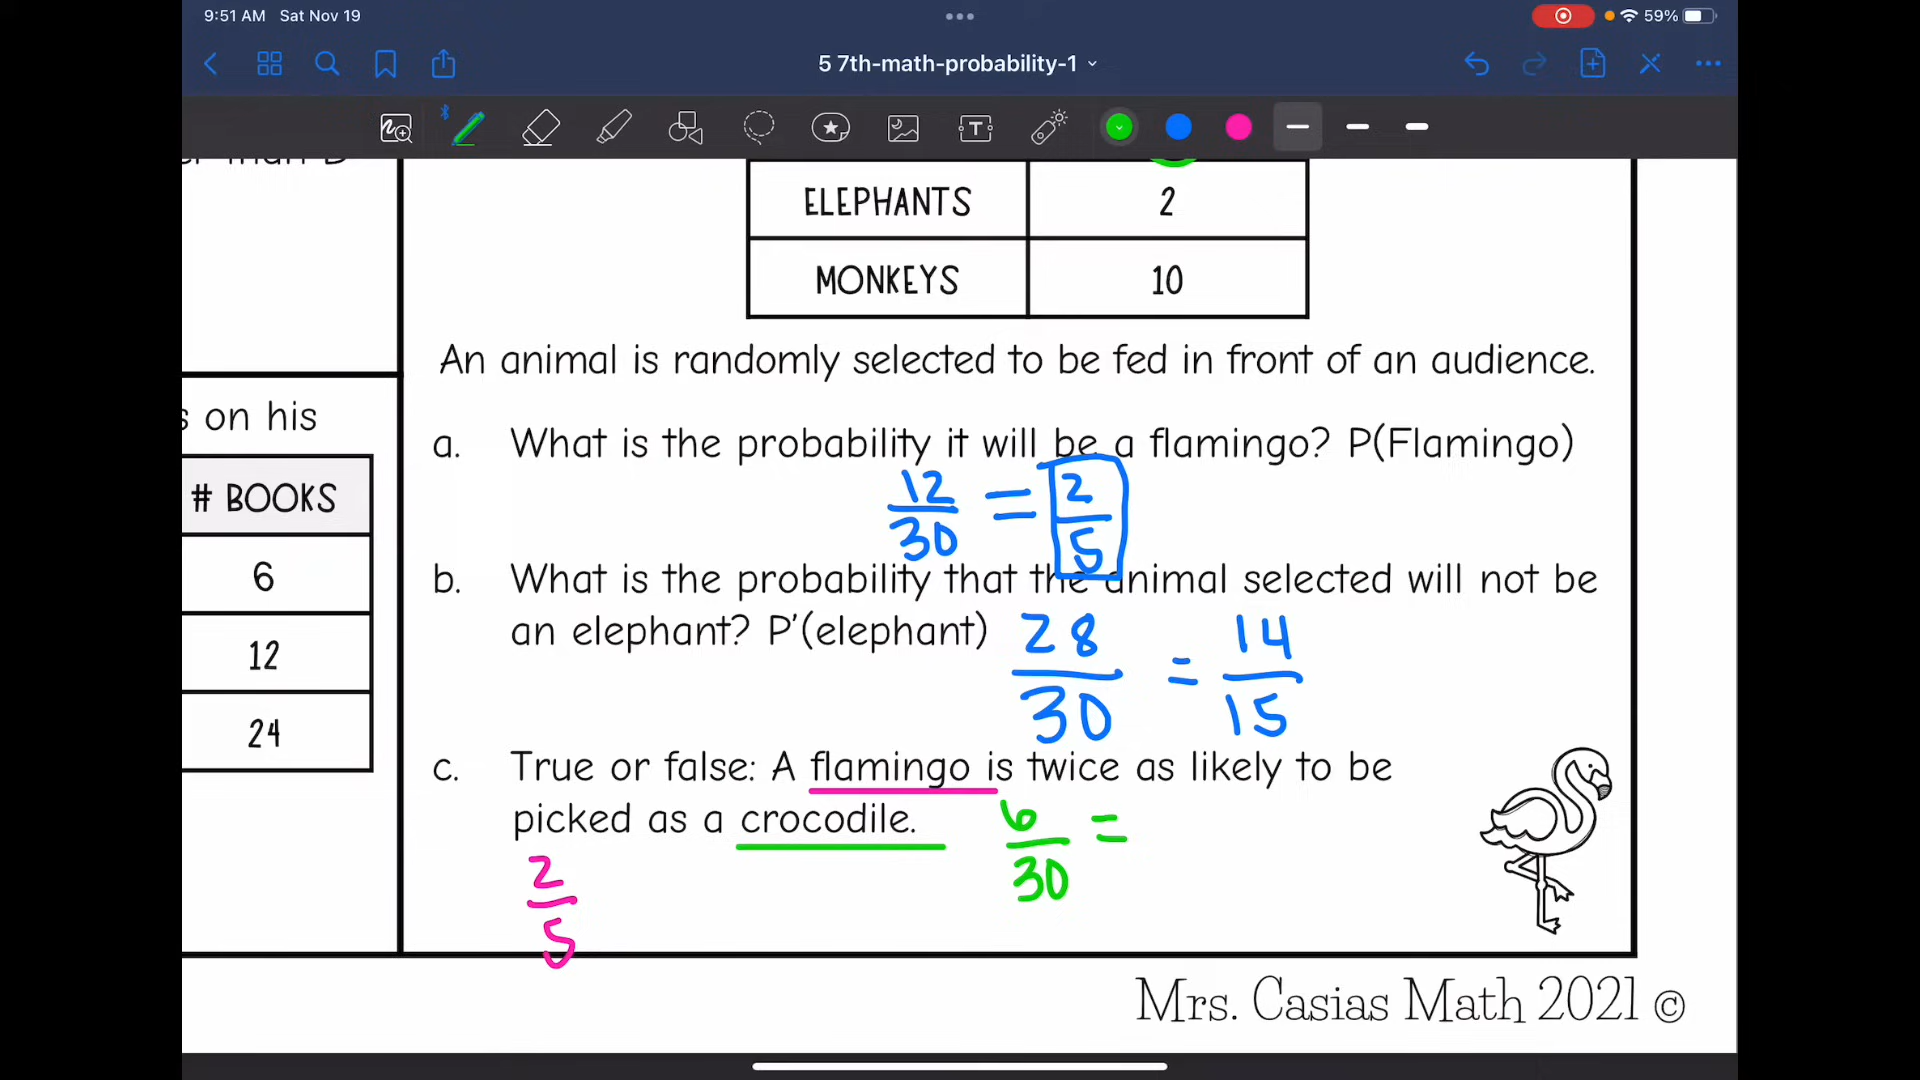 9:51 AM Sat Nov 19
59%
5 7th-math-probability-1
T
ELEPHANTS 2
MONKEYS 10
An animal is randomly selected to be fed in front of an audience.
s on his
# BOOKS
6
12
24
a. What is the probability it will be a flamingo? P(Flamingo)
12/30 = 2/5
b. What is the probability that the animal selected will not be
an elephant? P'(elephant) 28/30 = 14/15
c. True or false: A flamingo is twice as likely to be
picked as a crocodile. 6/30 =
2/5
Mrs. Casias Math 2021 ©